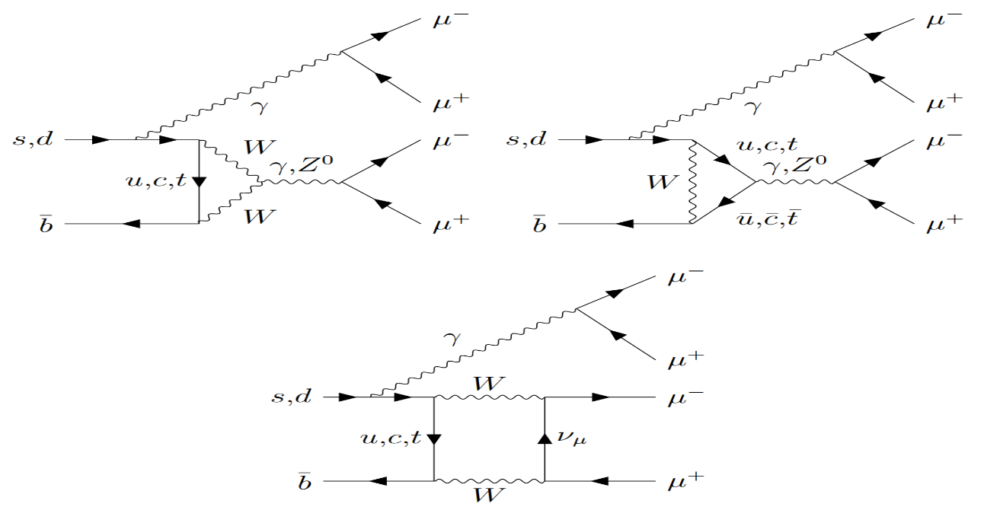 μ⁻ μ⁻
γ μ⁺ γ μ⁺
s,d W μ⁻ s,d u,c,t μ⁻
γ,Z⁰ γ,Z⁰
u,c,t W
b̄ W μ⁺ b̄ ū,c̄,t̄ μ⁺
μ⁻
γ
μ⁺
s,d W μ⁻
u,c,t ν_μ
b̄ W μ⁺